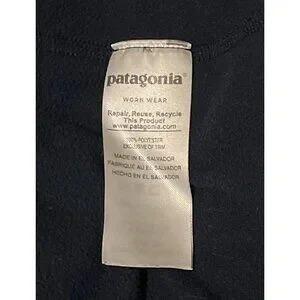 patagonia®
WORN WEAR
Repair, Reuse, Recycle
This Product
www.patagonia.com
100% POLYESTER
EXCLUSIVE OF TRIM
MADE IN EL SALVADOR
FABRIQUÉ AU EL SALVADOR
HECHO EN EL SALVADOR